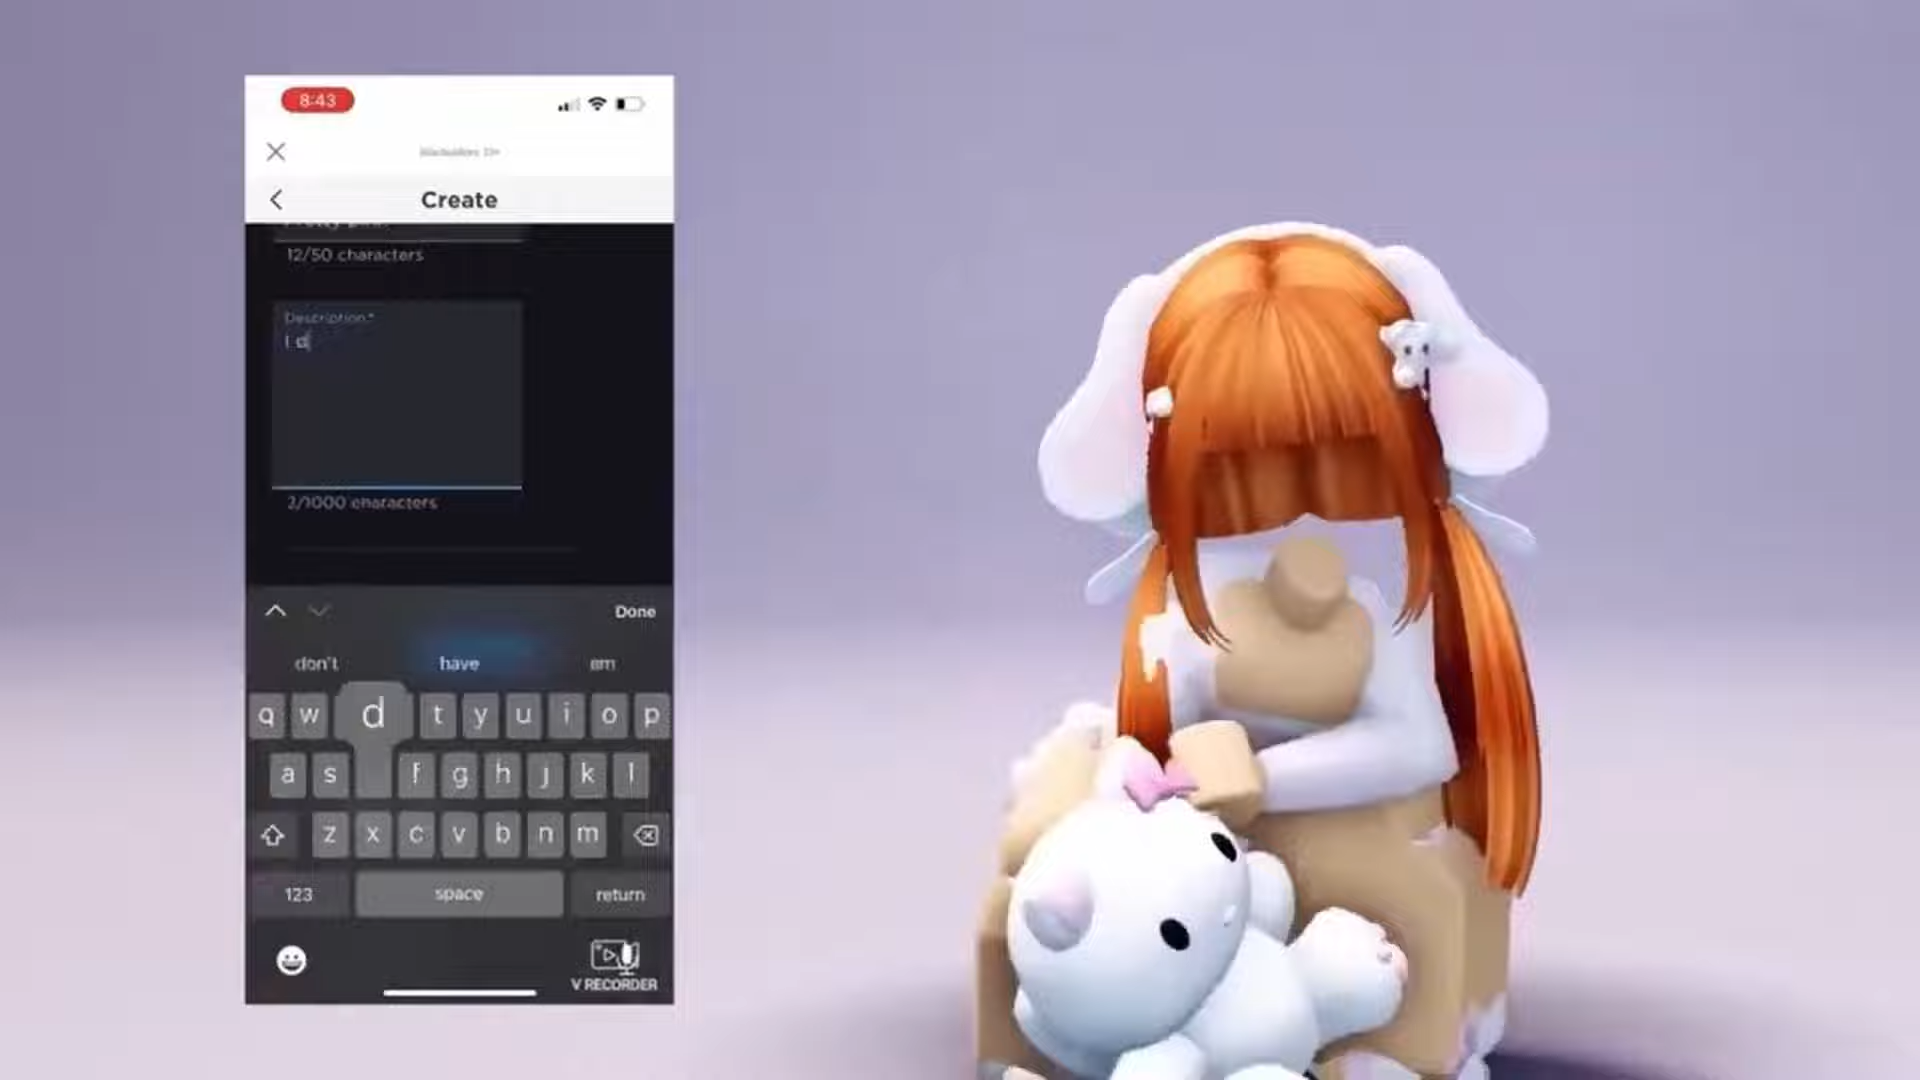 8:43
Create
12/50 characters
Description*
I d
2/1000 characters
Done
don't have am
q w d t y u i o p
a s f g h j k l
z x c v b n m
123 space return
V RECORDER